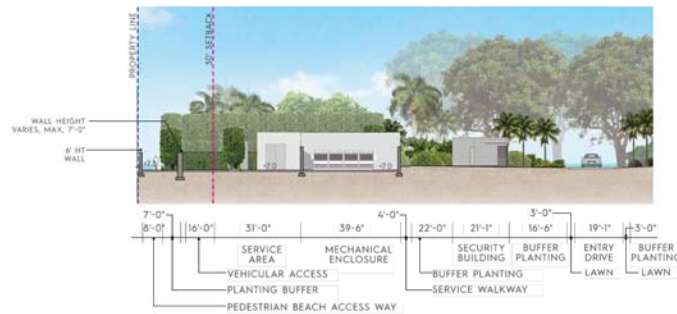 PROPERTY LINE
30' SETBACK
WALL HEIGHT
VARIES, MAX, 7'-0"
6' HT
WALL
+7.0
+7.0
+7.0
7'-0"
4'-0"
3'-0"
8'-0"
16'-0"
31'-0"
39'-6
22'-0"
21'-1"
16'-6"
19'-1"
3'-0"
SERVICE
AREA
MECHANICAL
ENCLOSURE
SECURITY
BUILDING
BUFFER
PLANTING
ENTRY
DRIVE
BUFFER
PLANTING
VEHICULAR ACCESS
BUFFER PLANTING
LAWN
LAWN
PLANTING BUFFER
SERVICE WALKWAY
PEDESTRIAN BEACH ACCESS WAY